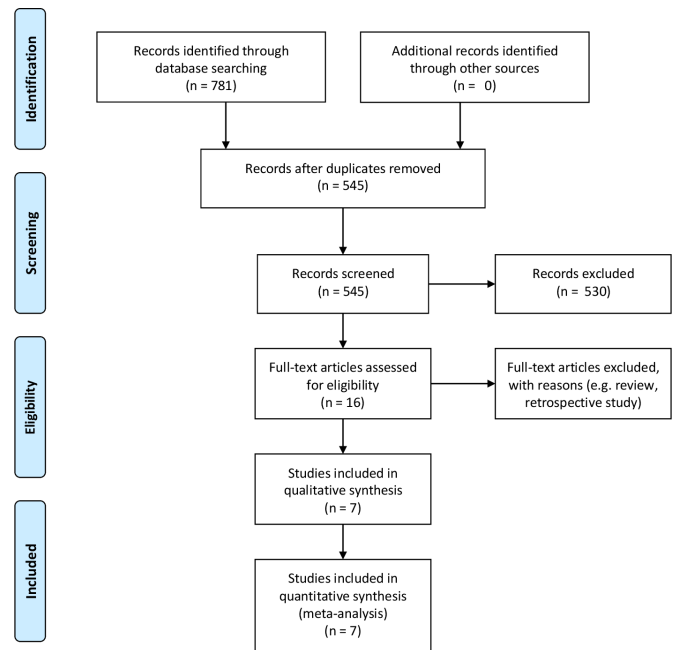 Identification
Records identified through
database searching
(n = 781)
Additional records identified
through other sources
(n = 0)
Records after duplicates removed
(n = 545)
Screening
Records screened
(n = 545)
Records excluded
(n = 530)
Eligibility
Full-text articles assessed
for eligibility
(n = 16)
Full-text articles excluded,
with reasons (e.g. review,
retrospective study)
Studies included in
qualitative synthesis
(n = 7)
Included
Studies included in
quantitative synthesis
(meta-analysis)
(n = 7)